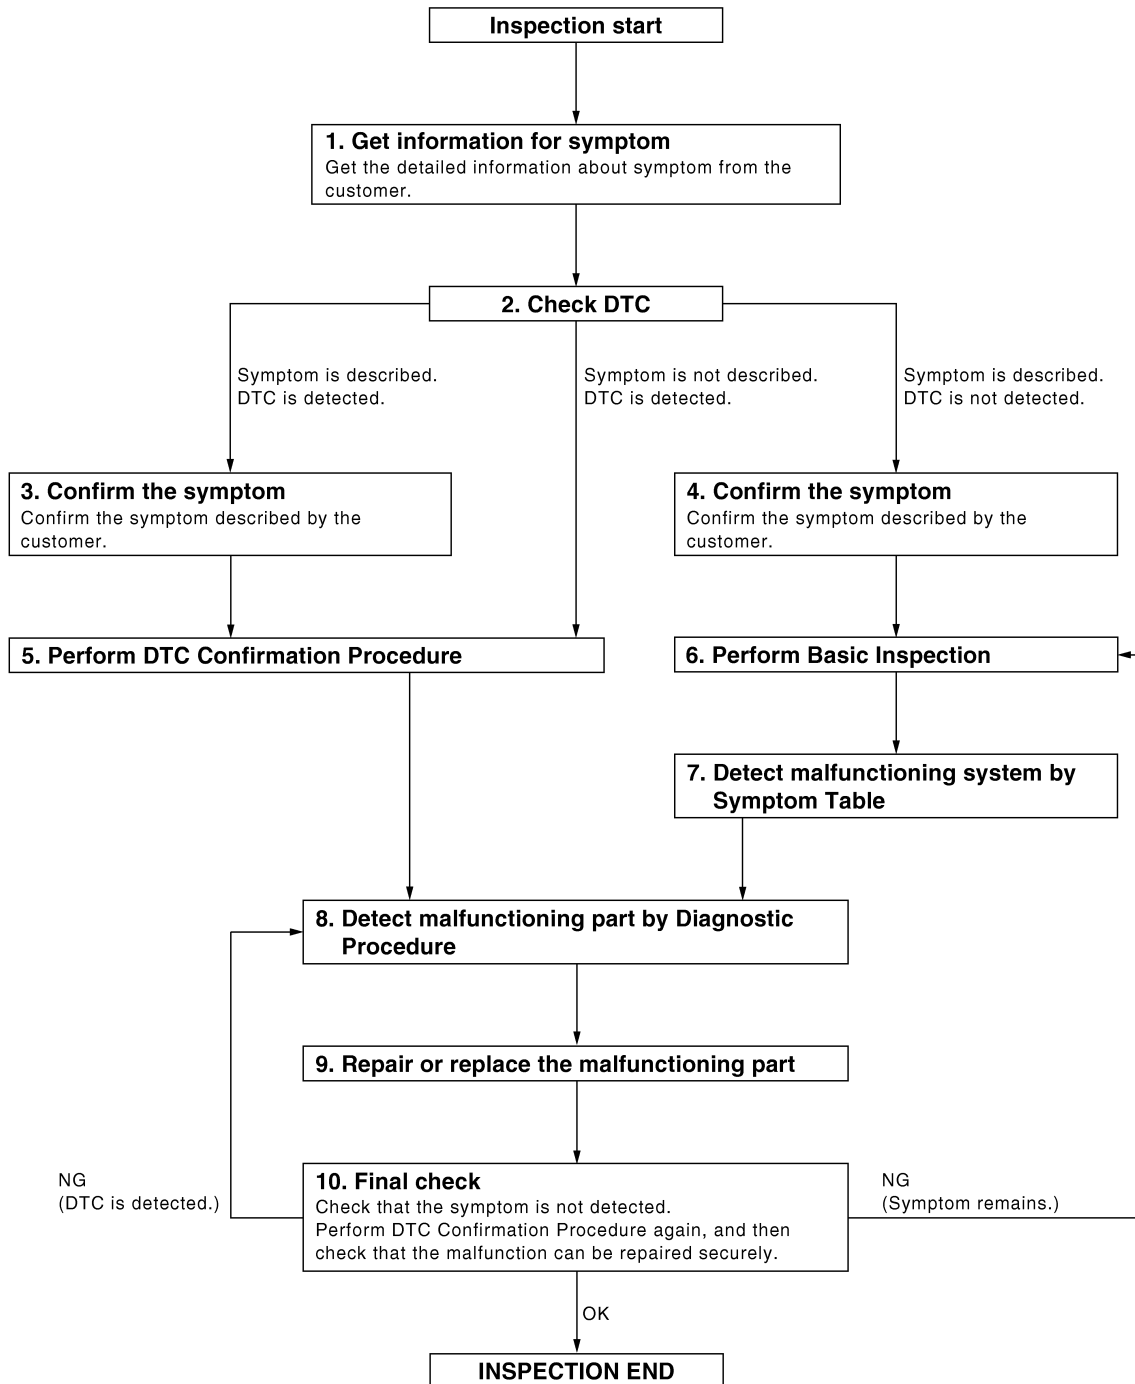 Inspection start
1. Get information for symptom
Get the detailed information about symptom from the
customer.
2. Check DTC
Symptom is described.
DTC is detected.
Symptom is not described.
DTC is detected.
Symptom is described.
DTC is not detected.
3. Confirm the symptom
Confirm the symptom described by the
customer.
4. Confirm the symptom
Confirm the symptom described by the
customer.
5. Perform DTC Confirmation Procedure
6. Perform Basic Inspection
7. Detect malfunctioning system by
Symptom Table
8. Detect malfunctioning part by Diagnostic
Procedure
9. Repair or replace the malfunctioning part
NG
(DTC is detected.)
10. Final check
Check that the symptom is not detected.
Perform DTC Confirmation Procedure again, and then
check that the malfunction can be repaired securely.
NG
(Symptom remains.)
OK
INSPECTION END